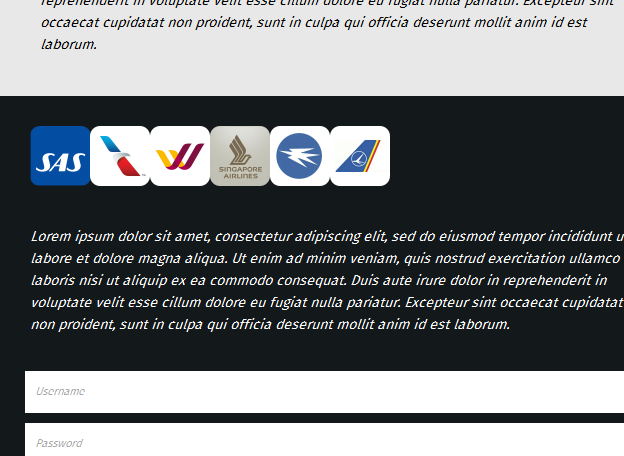 reprehenderit in voluptate velit esse cillum dolore eu fugiat nulla pariatur. Excepteur sint
occaecat cupidatat non proident, sunt in culpa qui officia deserunt mollit anim id est
laborum.
SAS
SINGAPORE
AIRLINES
Lorem ipsum dolor sit amet, consectetur adipiscing elit, sed do eiusmod tempor incididunt u
labore et dolore magna aliqua. Ut enim ad minim veniam, quis nostrud exercitation ullamco
laboris nisi ut aliquip ex ea commodo consequat. Duis aute irure dolor in reprehenderit in
voluptate velit esse cillum dolore eu fugiat nulla pariatur. Excepteur sint occaecat cupidatat
non proident, sunt in culpa qui officia deserunt mollit anim id est laborum.
Username
Password